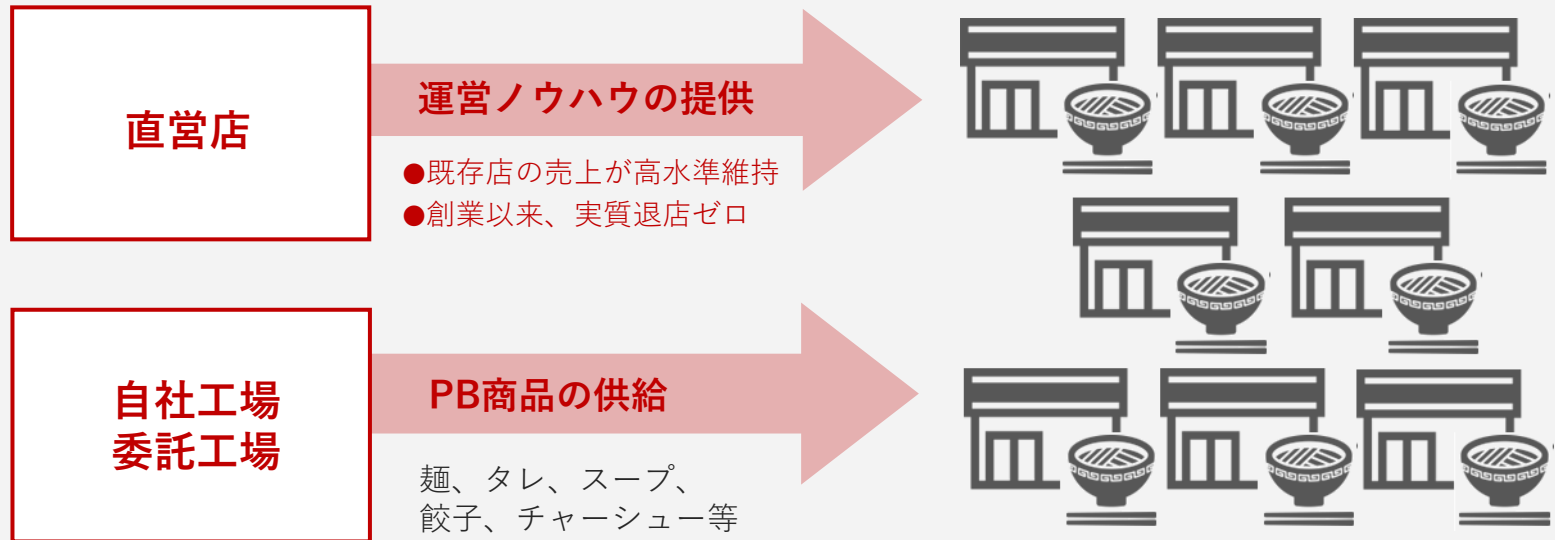 直営店
運営ノウハウの提供
●既存店の売上が高水準維持
●創業以来、実質退店ゼロ
自社工場
委託工場
PB商品の供給
麺、タレ、スープ、
餃子、チャーシュー等